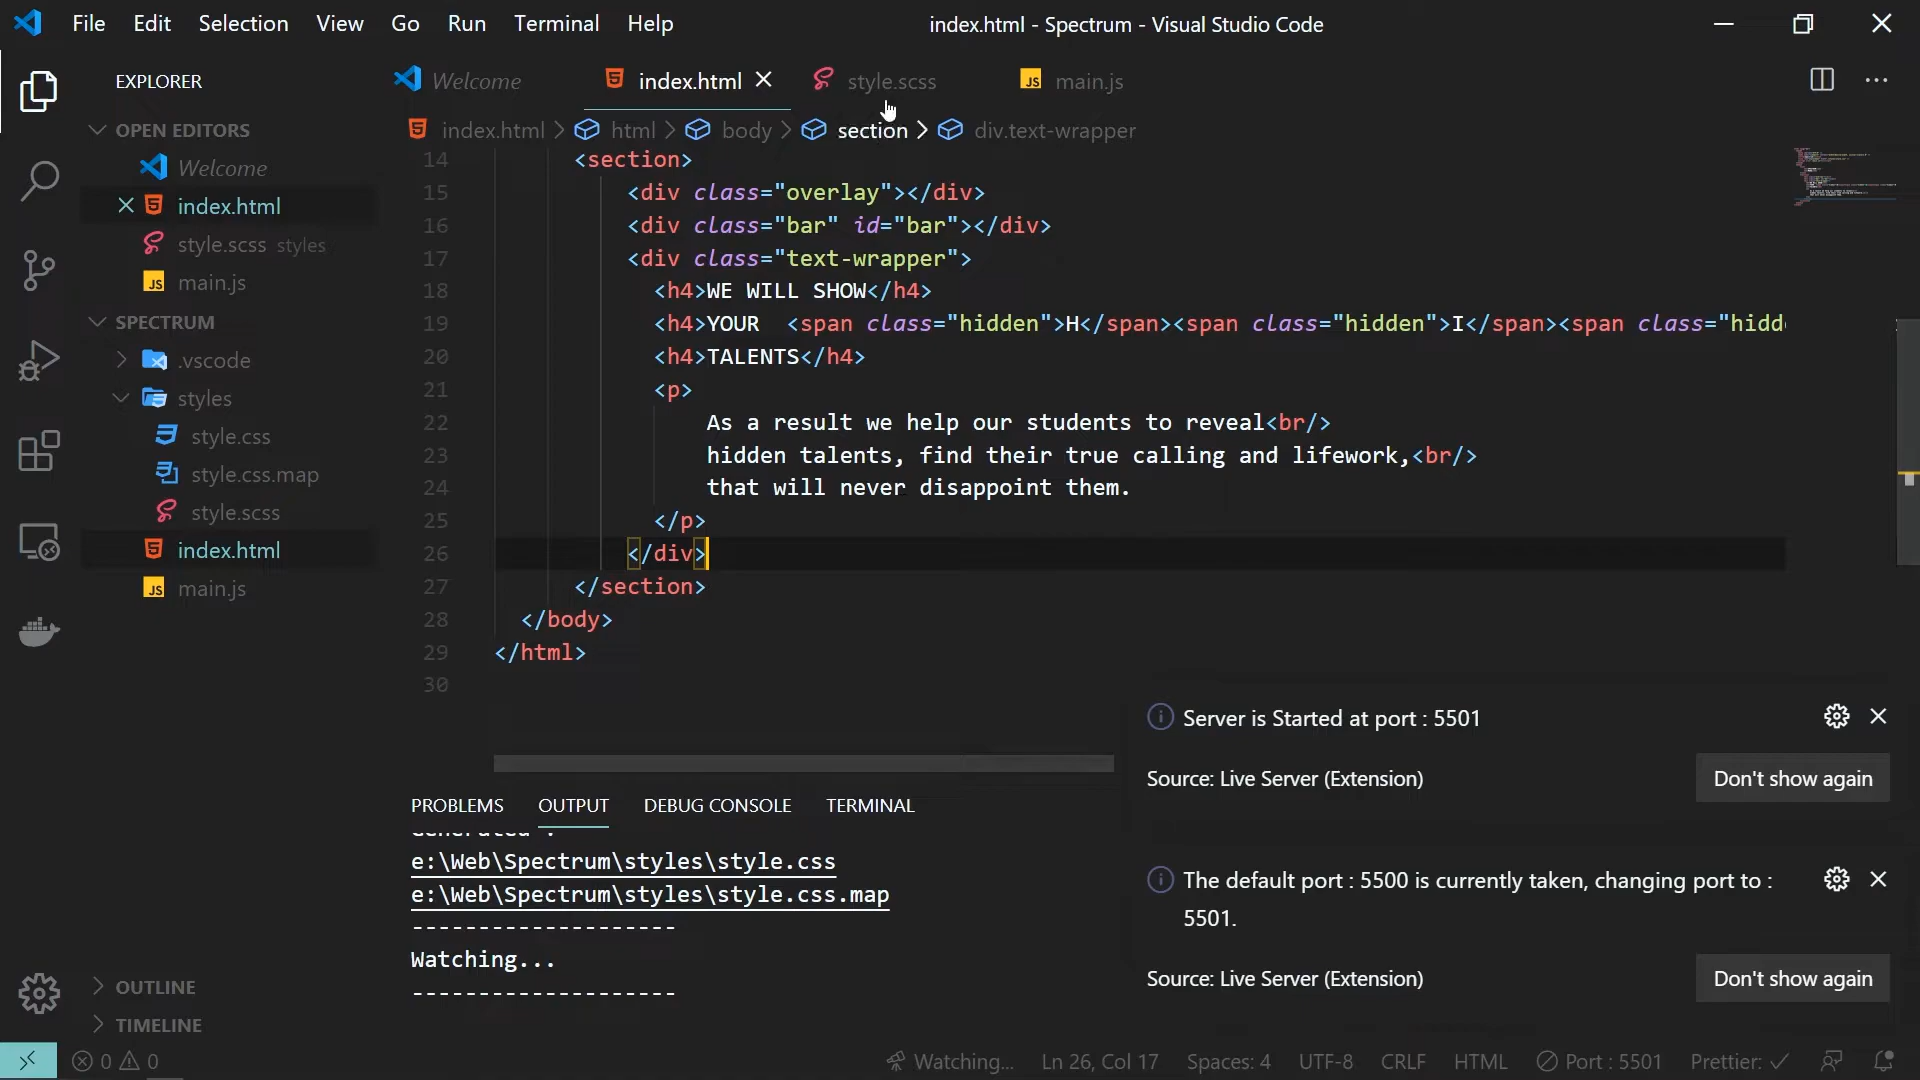 File Edit Selection View Go Run Terminal Help
index.html - Spectrum - Visual Studio Code
EXPLORER
OPEN EDITORS
Welcome
index.html
style.scss styles
main.js
SPECTRUM
.vscode
styles
style.css
style.css.map
style.scss
index.html
main.js
OUTLINE
TIMELINE
Welcome index.html style.scss JS main.js
index.html > html > body > section > div.text-wrapper
14 <section>
15 <div class="overlay"></div>
16 <div class="bar" id="bar"></div>
17 <div class="text-wrapper">
18 <h4>WE WILL SHOW</h4>
19 <h4>YOUR  <span class="hidden">H</span><span class="hidden">I</span><span class="hidd
20 <h4>TALENTS</h4>
21 <p>
22 As a result we help our students to reveal<br/>
23 hidden talents, find their true calling and lifework,<br/>
24 that will never disappoint them.
25 </p>
26 </div>
27 </section>
28 </body>
29 </html>
30
PROBLEMS OUTPUT DEBUG CONSOLE TERMINAL
e:\Web\Spectrum\styles\style.css
e:\Web\Spectrum\styles\style.css.map
--------------------
Watching...
--------------------
Server is Started at port : 5501
Source: Live Server (Extension)
Don't show again
The default port : 5500 is currently taken, changing port to :
5501.
Source: Live Server (Extension)
Don't show again
0 0
Watching... Ln 26, Col 17 Spaces: 4 UTF-8 CRLF HTML Port : 5501 Prettier: ✓